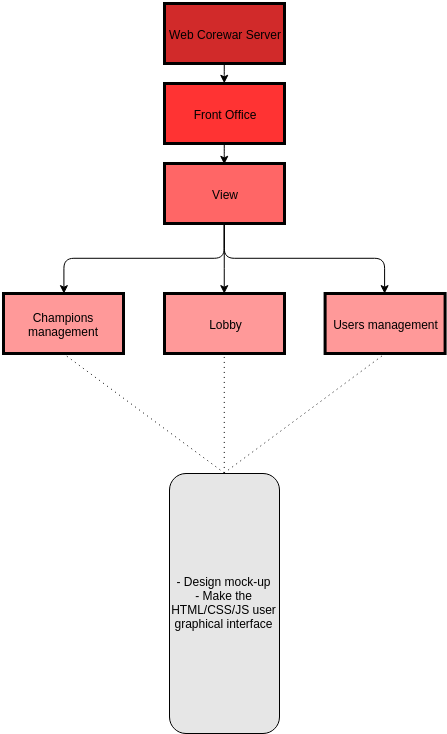 Web Corewar Server
Front Office
View
Champions
management
Lobby
Users management
- Design mock-up
- Make the
HTML/CSS/JS user
graphical interface